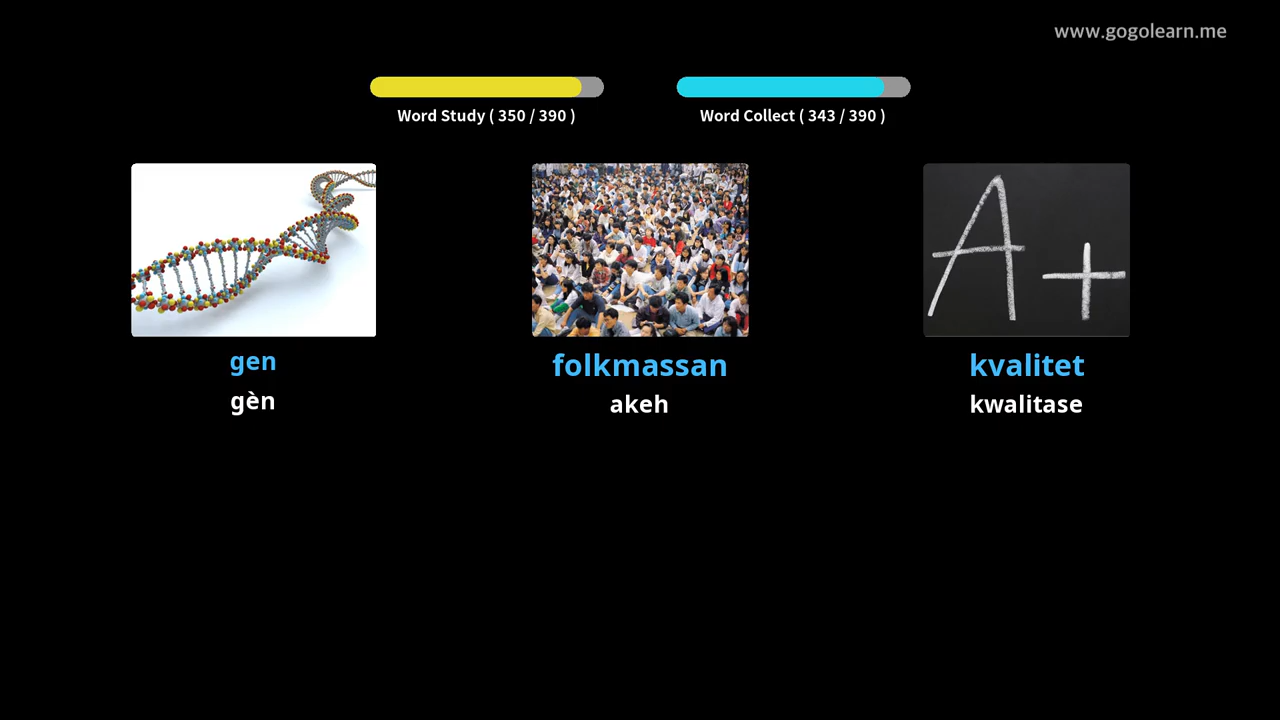 www.gogolearn.me
Word Study ( 350 / 390 )
Word Collect ( 343 / 390 )
A+
gen
folkmassan
kvalitet
gèn
akeh
kwalitase